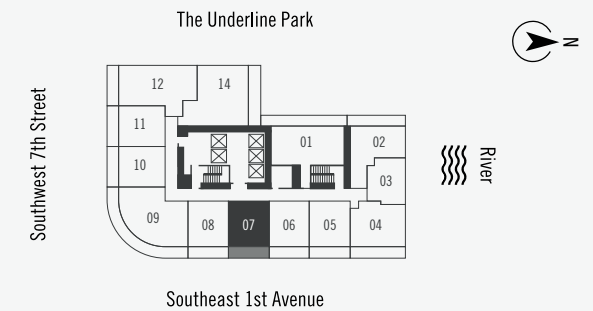 The Underline Park
N
12
14
11
01
02
Southwest 7th Street
10
03
River
09
08
07
06
05
04
Southeast 1st Avenue